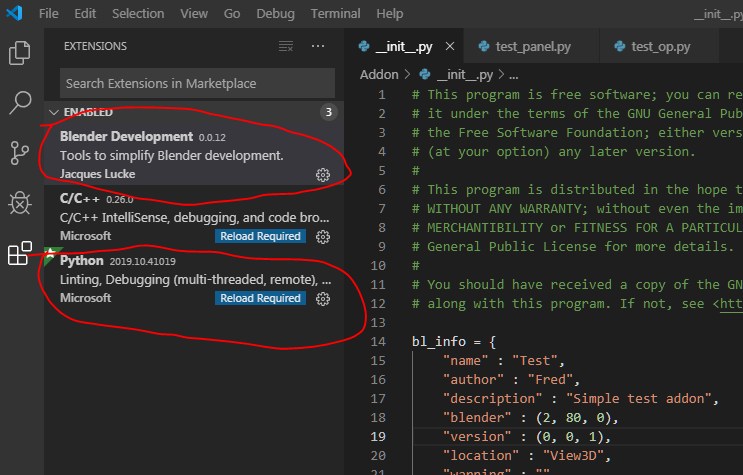 File Edit Selection View Go Debug Terminal Help
__init__.py
EXTENSIONS
__init__.py
test_panel.py
test_op.py
Search Extensions in Marketplace
ENABLED
3
Blender Development 0.0.12
Tools to simplify Blender development.
Jacques Lucke
C/C++ 0.26.0
C/C++ IntelliSense, debugging, and code bro...
Microsoft
Reload Required
Python 2019.10.41019
Linting, Debugging (multi-threaded, remote), ...
Microsoft
Reload Required
Addon > __init__.py > ...
1 # This program is free software; you can re
2 # it under the terms of the GNU General Pub
3 # the Free Software Foundation; either vers
4 # (at your option) any later version.
5 #
6 # This program is distributed in the hope t
7 # WITHOUT ANY WARRANTY; without even the im
8 # MERCHANTIBILITY or FITNESS FOR A PARTICUL
9 # General Public License for more details.
10 #
11 # You should have received a copy of the GN
12 # along with this program. If not, see <htt
13
14 bl_info = {
15 "name" : "Test",
16 "author" : "Fred",
17 "description" : "Simple test addon",
18 "blender" : (2, 80, 0),
19 "version" : (0, 0, 1),
20 "location" : "View3D",
21 "warning" : ""